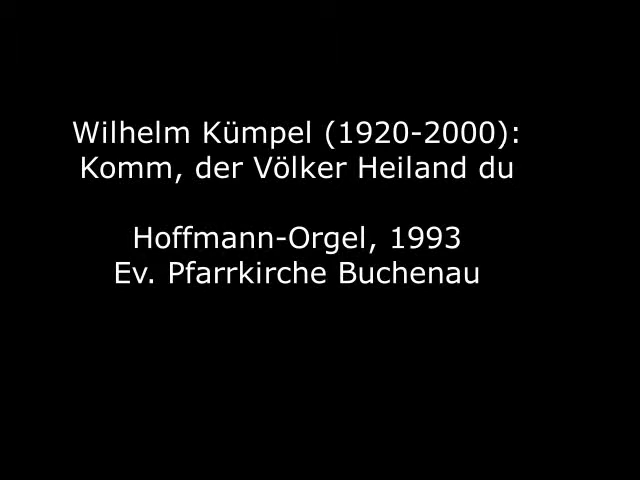 Wilhelm Kümpel (1920-2000):
Komm, der Völker Heiland du
Hoffmann-Orgel, 1993
Ev. Pfarrkirche Buchenau